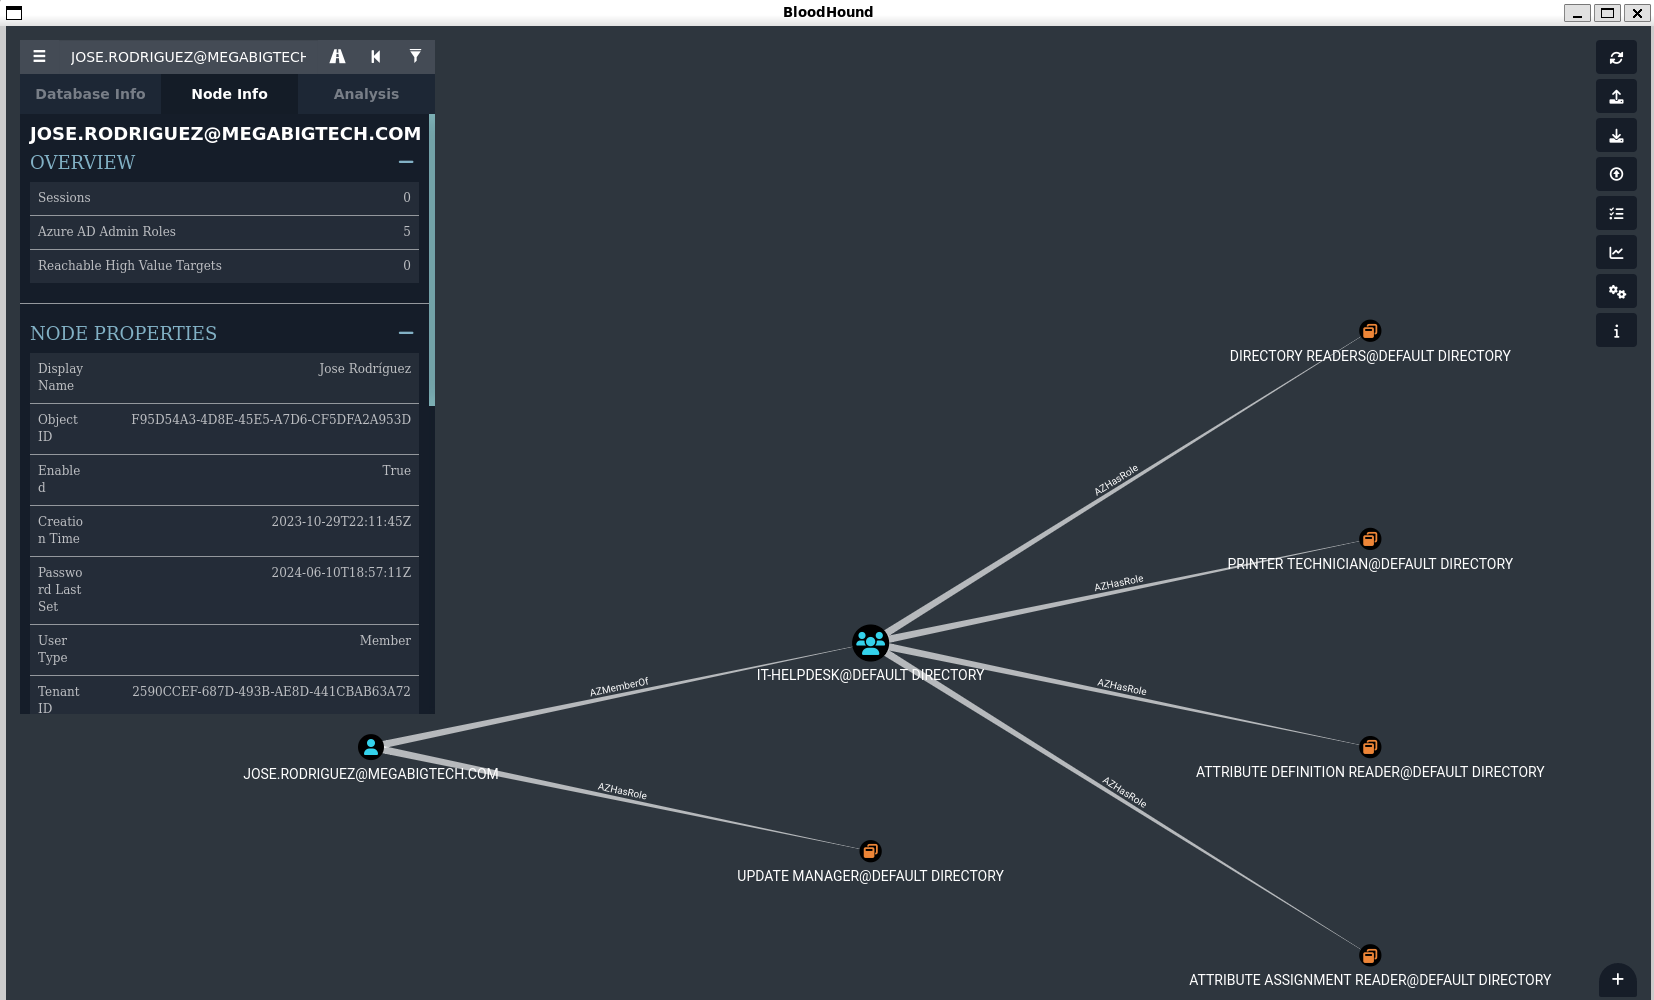 BloodHound
JOSE.RODRIGUEZ@MEGABIGTECH
Database Info
Node Info
Analysis
JOSE.RODRIGUEZ@MEGABIGTECH.COM
OVERVIEW
Sessions 0
Azure AD Admin Roles 5
Reachable High Value Targets 0
NODE PROPERTIES
Display Jose Rodríguez
Name
Object F95D54A3-4D8E-45E5-A7D6-CF5DFA2A953D
ID
Enable True
d
Creatio 2023-10-29T22:11:45Z
n Time
Passwo 2024-06-10T18:57:11Z
rd Last
Set
User Member
Type
Tenant 2590CCEF-687D-493B-AE8D-441CBAB63A72
ID
DIRECTORY READERS@DEFAULT DIRECTORY
AZHasRole
PRINTER TECHNICIAN@DEFAULT DIRECTORY
AZHasRole
IT-HELPDESK@DEFAULT DIRECTORY
AZMemberOf
AZHasRole
ATTRIBUTE DEFINITION READER@DEFAULT DIRECTORY
JOSE.RODRIGUEZ@MEGABIGTECH.COM
AZHasRole
AZHasRole
UPDATE MANAGER@DEFAULT DIRECTORY
ATTRIBUTE ASSIGNMENT READER@DEFAULT DIRECTORY